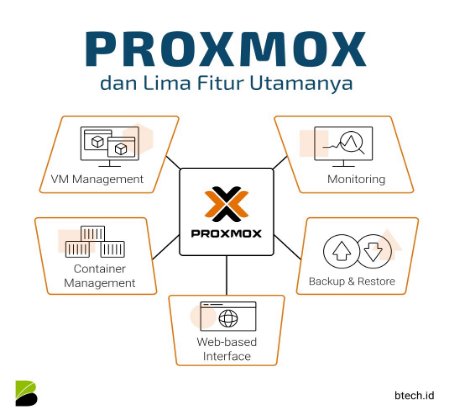 PROXMOX
dan Lima Fitur Utamanya
VM Management
Monitoring
PROXMOX
Container
Management
Backup & Restore
Web-based
Interface
btech.id